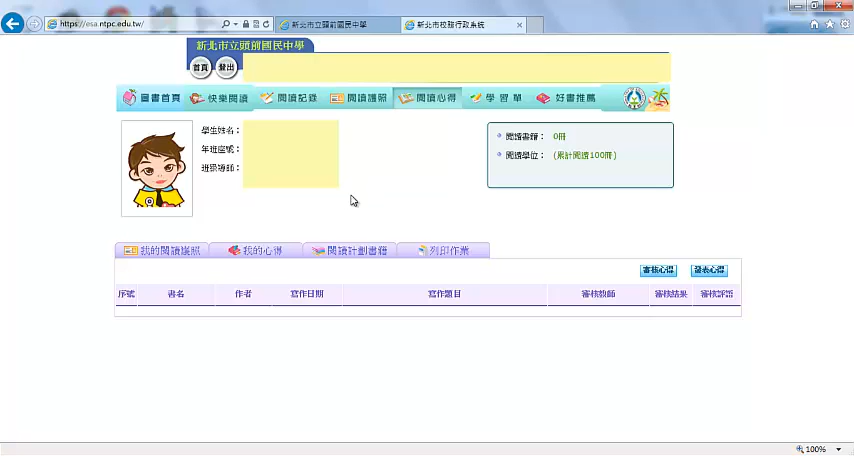 https://esa.ntpc.edu.tw/
新北市立頭前國民中學
新北市校務行政系統
新北市立頭前國民中學
首頁
登出
圖書首頁
快樂閱讀
閱讀記錄
閱讀護照
閱讀心得
學習單
好書推薦
學生姓名：
年班座號：
班級導師：
閱讀書籍： 0冊
閱讀學位： (累計閱讀100冊)
我的閱讀護照
我的心得
閱讀計劃書籍
列印作業
審核心得
發表心得
序號 書名 作者 寫作日期 寫作題目 審核教師 審核結果 審核評語
100%